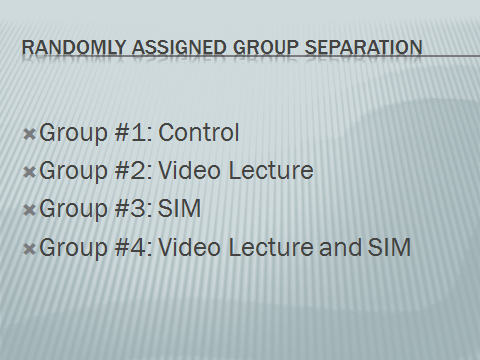 RANDOMLY ASSIGNED GROUP SEPARATION
Group #1: Control
Group #2: Video Lecture
Group #3: SIM
Group #4: Video Lecture and SIM